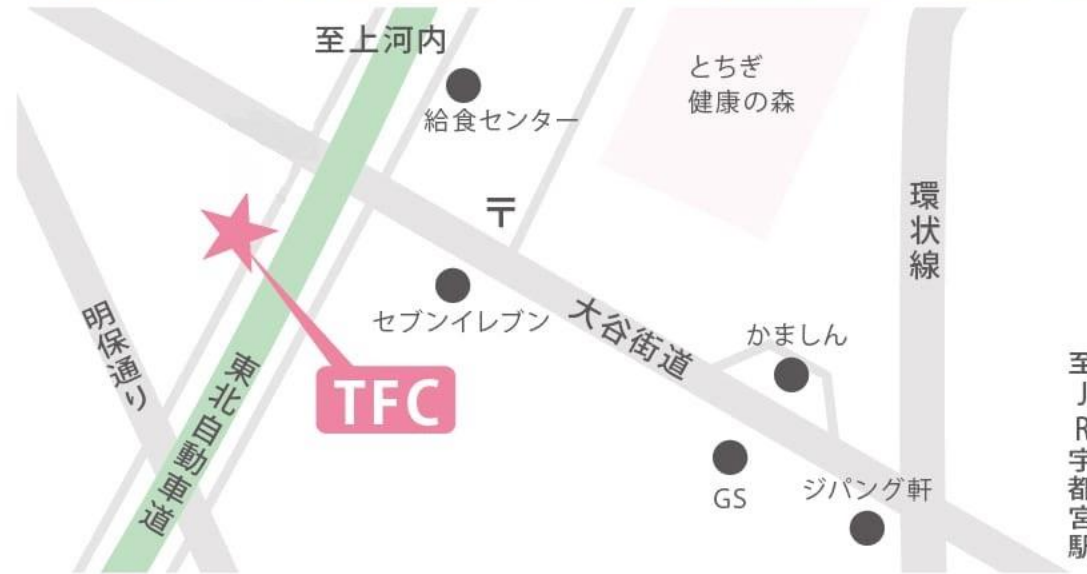 至上河内
給食センター
とちぎ
健康の森
環状線
〒
セブンイレブン
大谷街道
かましん
明保通り
東北自動車道
TFC
GS
ジパング軒
至JR宇都宮駅